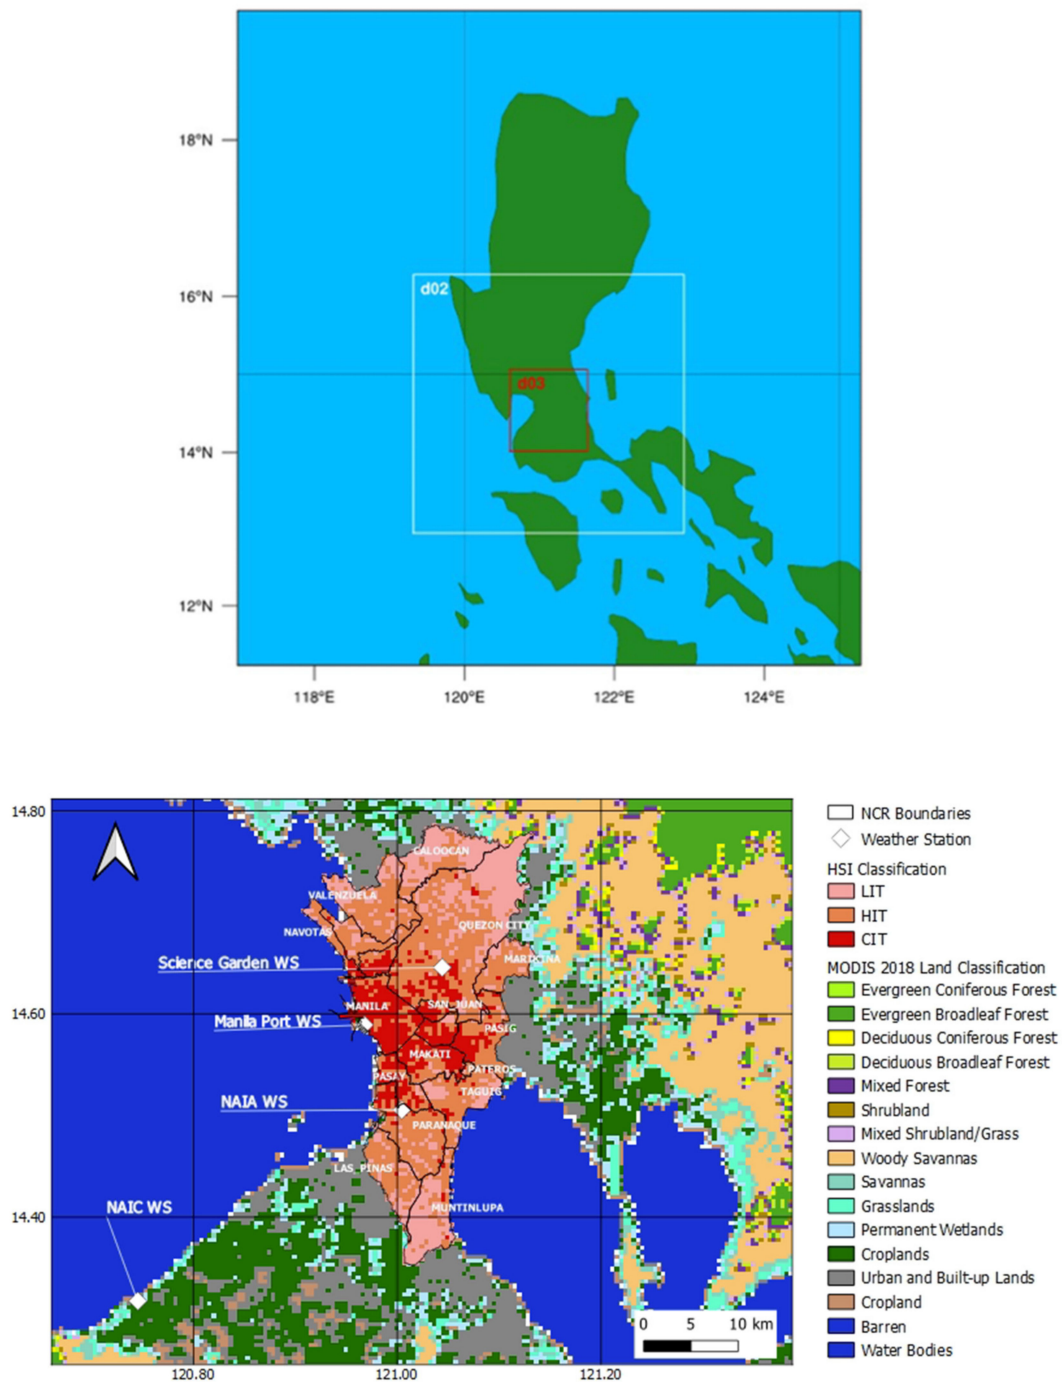 18°N
d02
16°N
d03
14°N
12°N
118°E
120°E
122°E
124°E
14.80
14.60
14.40
120.80
121.00
121.20
CALOOCAN
VALENZUELA
NAVOTAS
QUEZON CITY
MARIKINA
Science Garden WS
MANILA
SAN JUAN
Manila Port WS
PASIG
MAKATI
PATEROS
PASAY
TAGUIG
NAIA WS
PARANAQUE
LAS PINAS
MUNTINLUPA
NAIC WS
0 5 10 km
NCR Boundaries
Weather Station
HSI Classification
LIT
HIT
CIT
MODIS 2018 Land Classification
Evergreen Coniferous Forest
Evergreen Broadleaf Forest
Deciduous Coniferous Forest
Deciduous Broadleaf Forest
Mixed Forest
Shrubland
Mixed Shrubland/Grass
Woody Savannas
Savannas
Grasslands
Permanent Wetlands
Croplands
Urban and Built-up Lands
Cropland
Barren
Water Bodies